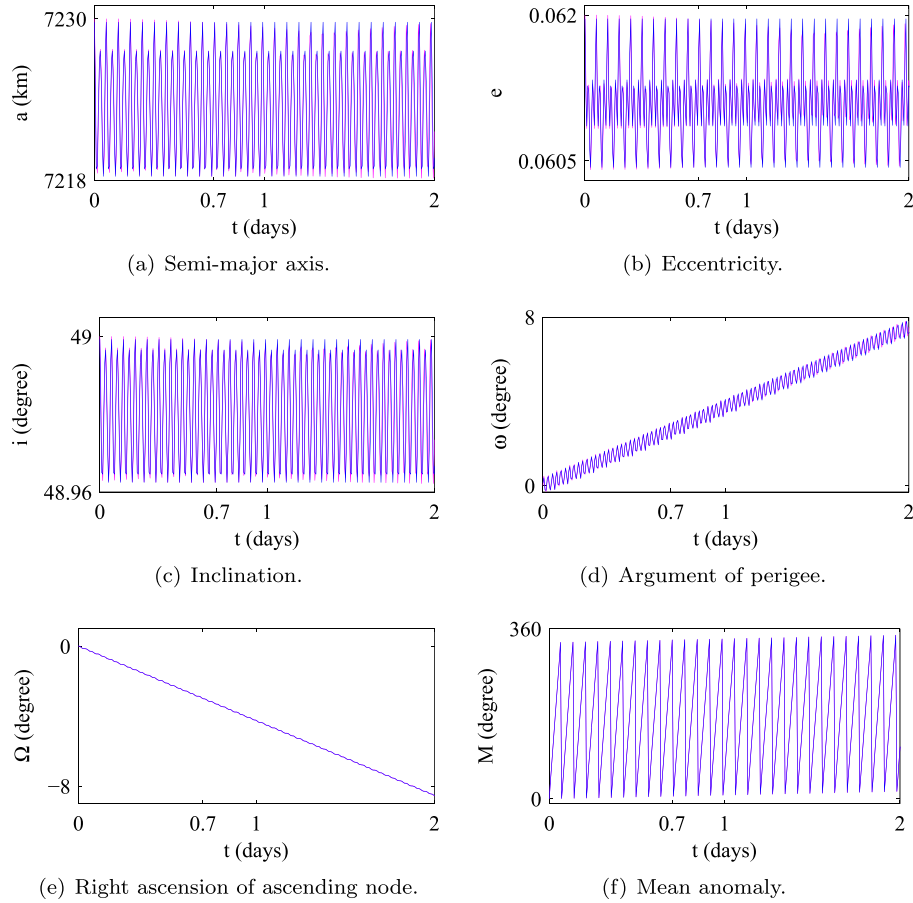 7230
a (km)
7218
0 0.7 1 2
t (days)
(a) Semi-major axis.
0.062
e
0.0605
0 0.7 1 2
t (days)
(b) Eccentricity.
49
i (degree)
48.96
0 0.7 1 2
t (days)
(c) Inclination.
8
ω (degree)
0
0 0.7 1 2
t (days)
(d) Argument of perigee.
0
Ω (degree)
−8
0 0.7 1 2
t (days)
(e) Right ascension of ascending node.
360
M (degree)
0
0 0.7 1 2
t (days)
(f) Mean anomaly.